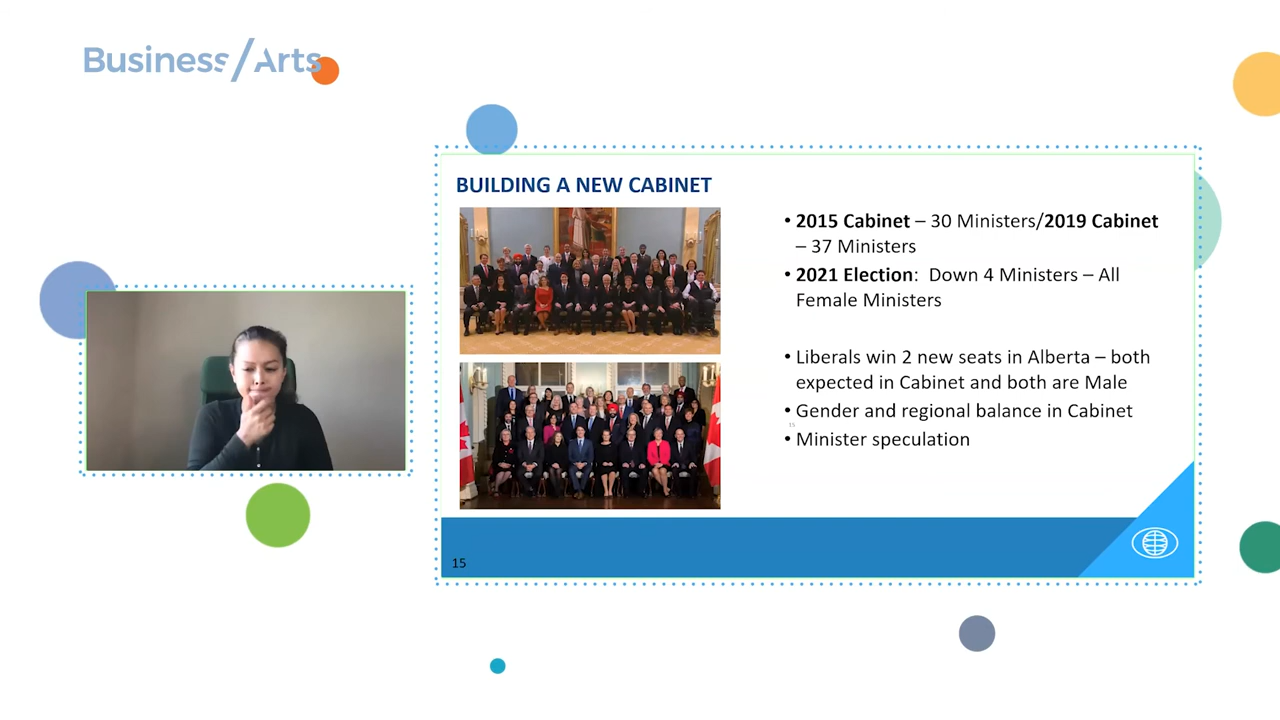 Business/Arts
BUILDING A NEW CABINET
• 2015 Cabinet – 30 Ministers/2019 Cabinet
– 37 Ministers
• 2021 Election:  Down 4 Ministers – All
Female Ministers
• Liberals win 2 new seats in Alberta – both
expected in Cabinet and both are Male
• Gender and regional balance in Cabinet
15
• Minister speculation
15